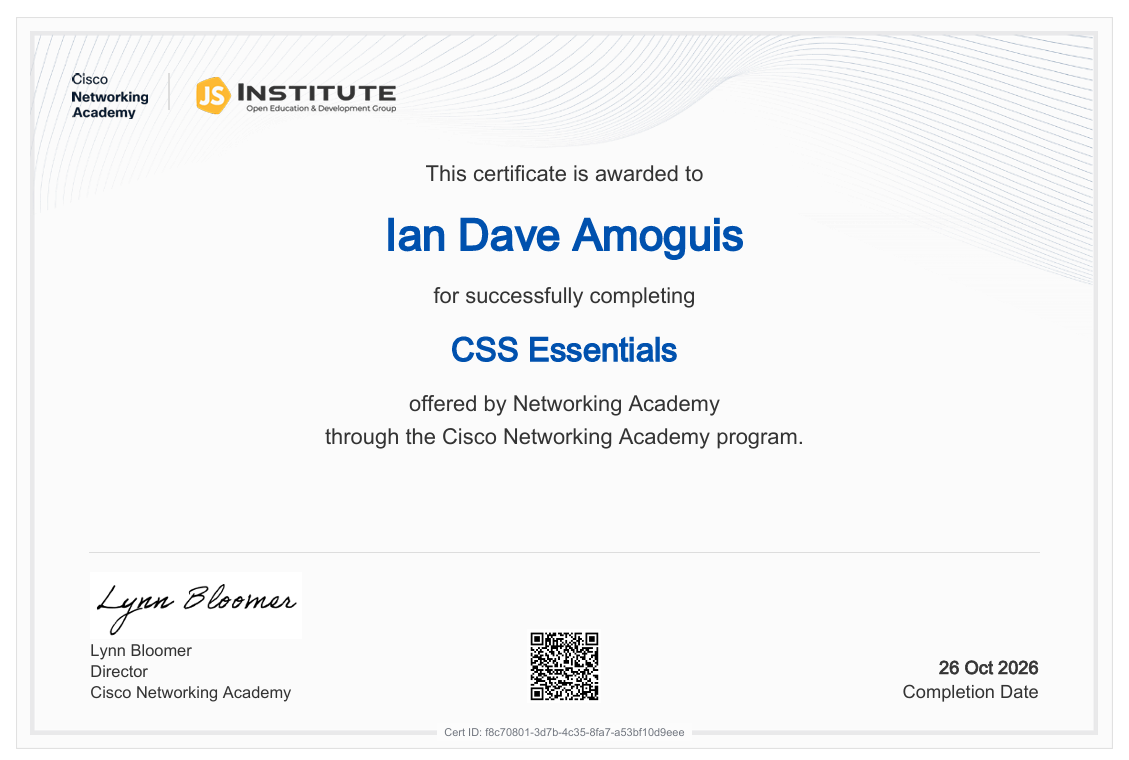 Cisco
Networking
Academy
JS INSTITUTE
Open Education & Development Group
This certificate is awarded to
Ian Dave Amoguis
for successfully completing
CSS Essentials
offered by Networking Academy
through the Cisco Networking Academy program.
Lynn Bloomer
Lynn Bloomer
Director
Cisco Networking Academy
26 Oct 2026
Completion Date
Cert ID: f8c70801-3d7b-4c35-8fa7-a53bf10d9eee